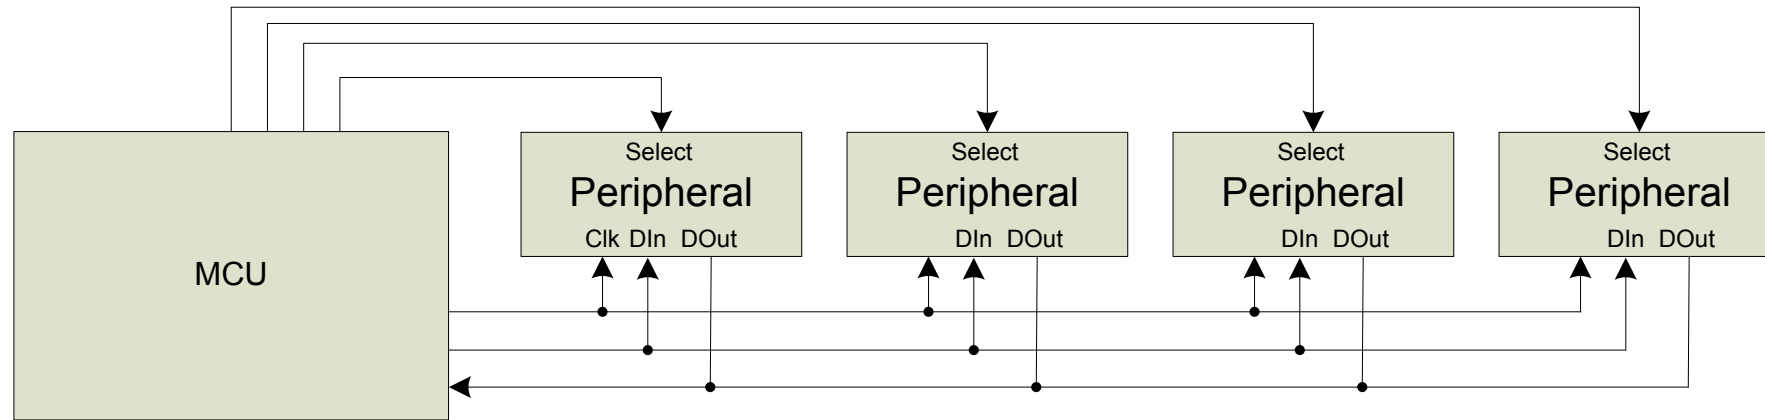 MCU
Select
Peripheral
Clk DIn DOut
Select
Peripheral
DIn DOut
Select
Peripheral
DIn DOut
Select
Peripheral
DIn DOut